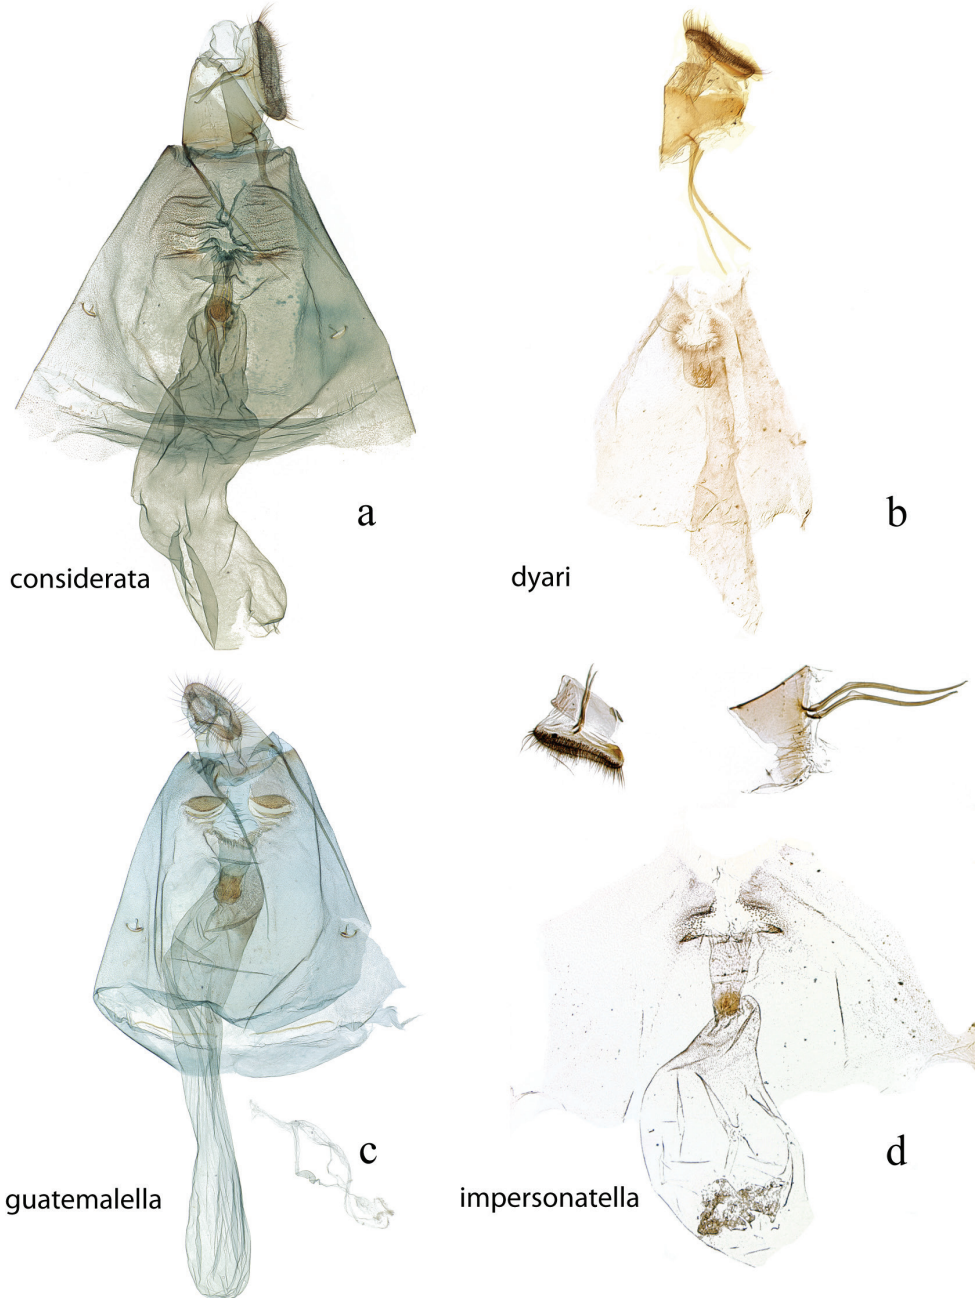 a
considerata
b
dyari
c
guatemalella
d
impersonatella